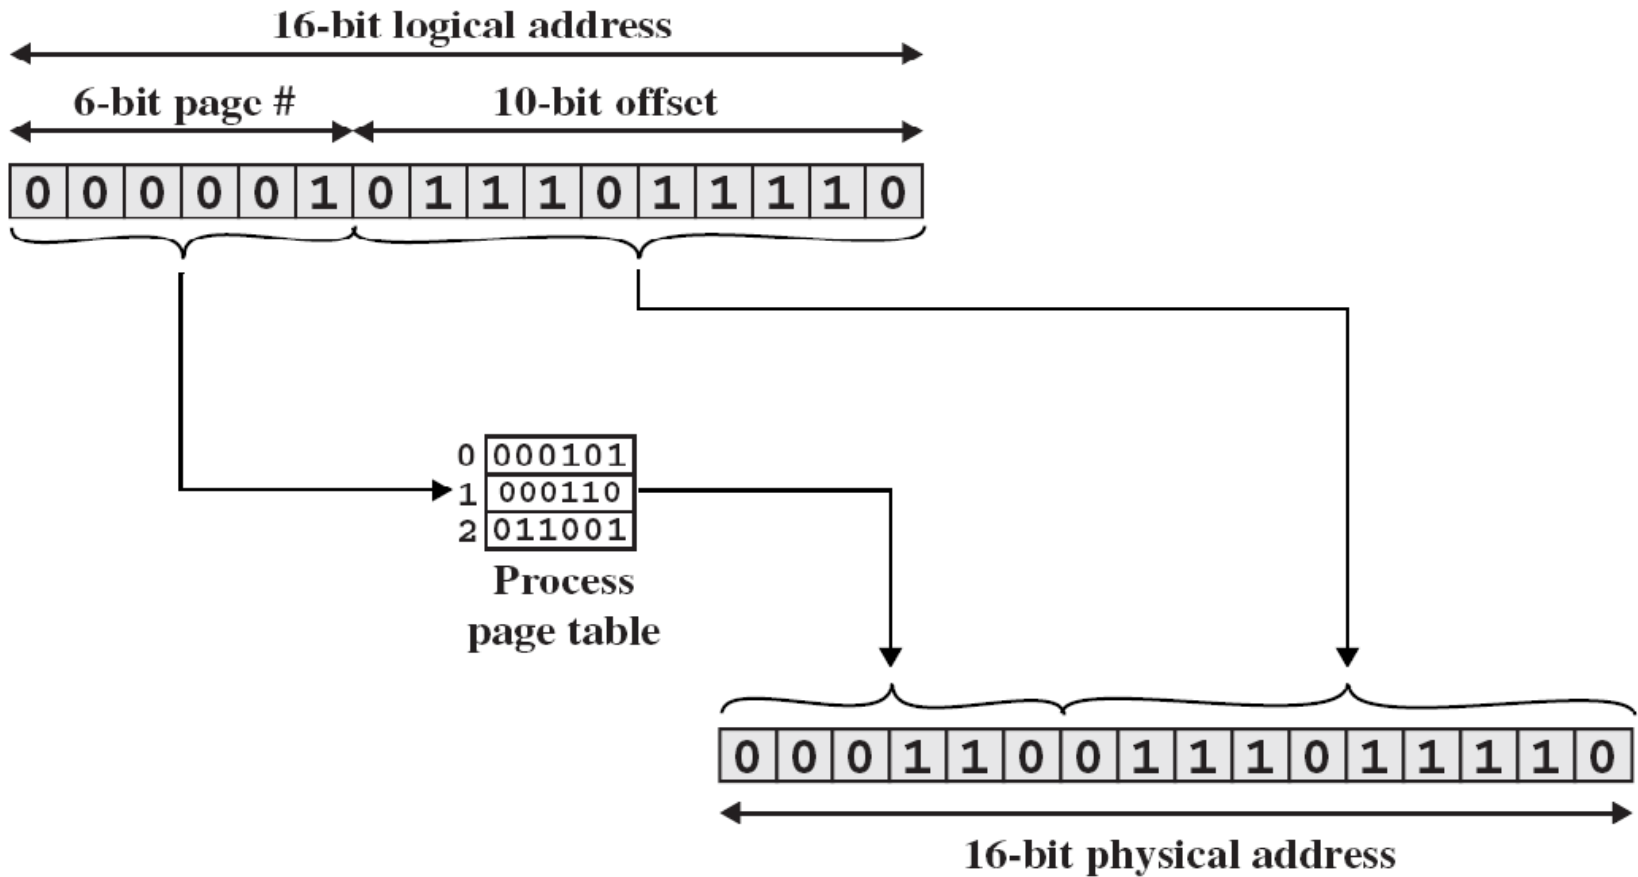 16-bit logical address
6-bit page #
10-bit offset
0 0 0 0 0 1 0 1 1 1 0 1 1 1 1 0
0 000101
1 000110
2 011001
Process
page table
0 0 0 1 1 0 0 1 1 1 0 1 1 1 1 0
16-bit physical address